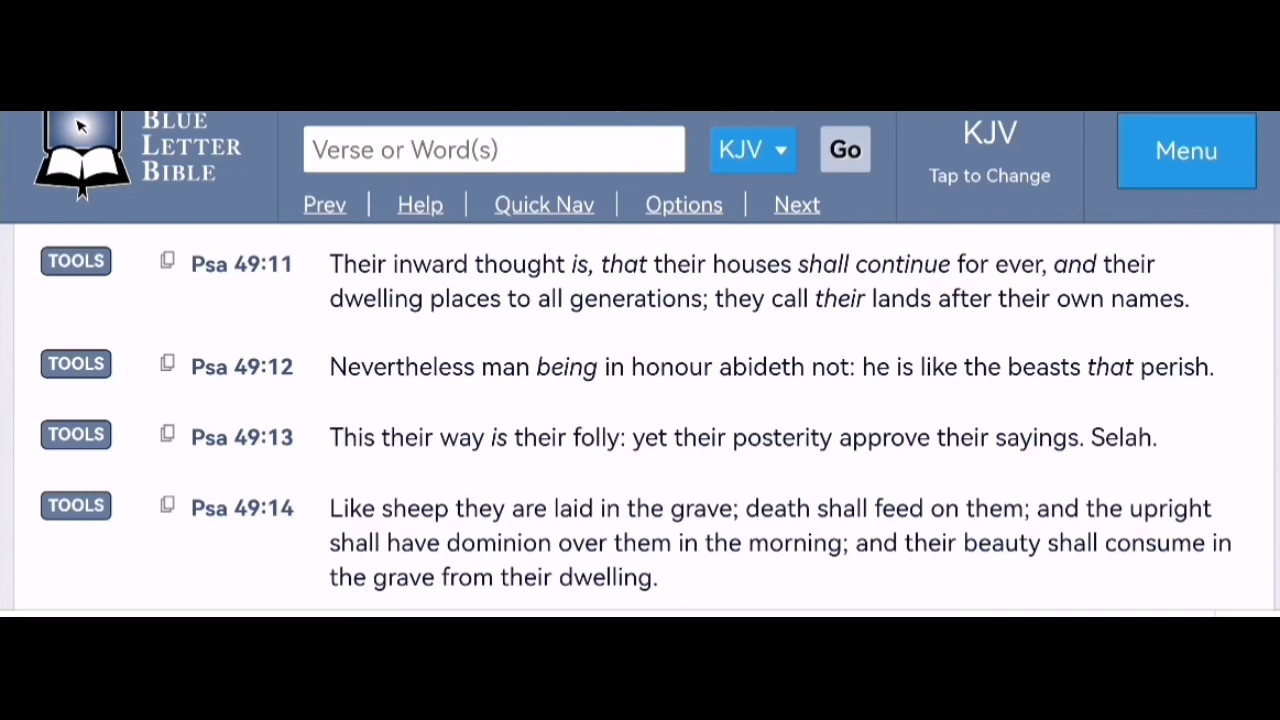 BLUE
LETTER
BIBLE
Verse or Word(s)
KJV
Go
KJV
Tap to Change
Menu
Prev | Help | Quick Nav | Options | Next
TOOLS Psa 49:11 Their inward thought is, that their houses shall continue for ever, and their
dwelling places to all generations; they call their lands after their own names.
TOOLS Psa 49:12 Nevertheless man being in honour abideth not: he is like the beasts that perish.
TOOLS Psa 49:13 This their way is their folly: yet their posterity approve their sayings. Selah.
TOOLS Psa 49:14 Like sheep they are laid in the grave; death shall feed on them; and the upright
shall have dominion over them in the morning; and their beauty shall consume in
the grave from their dwelling.